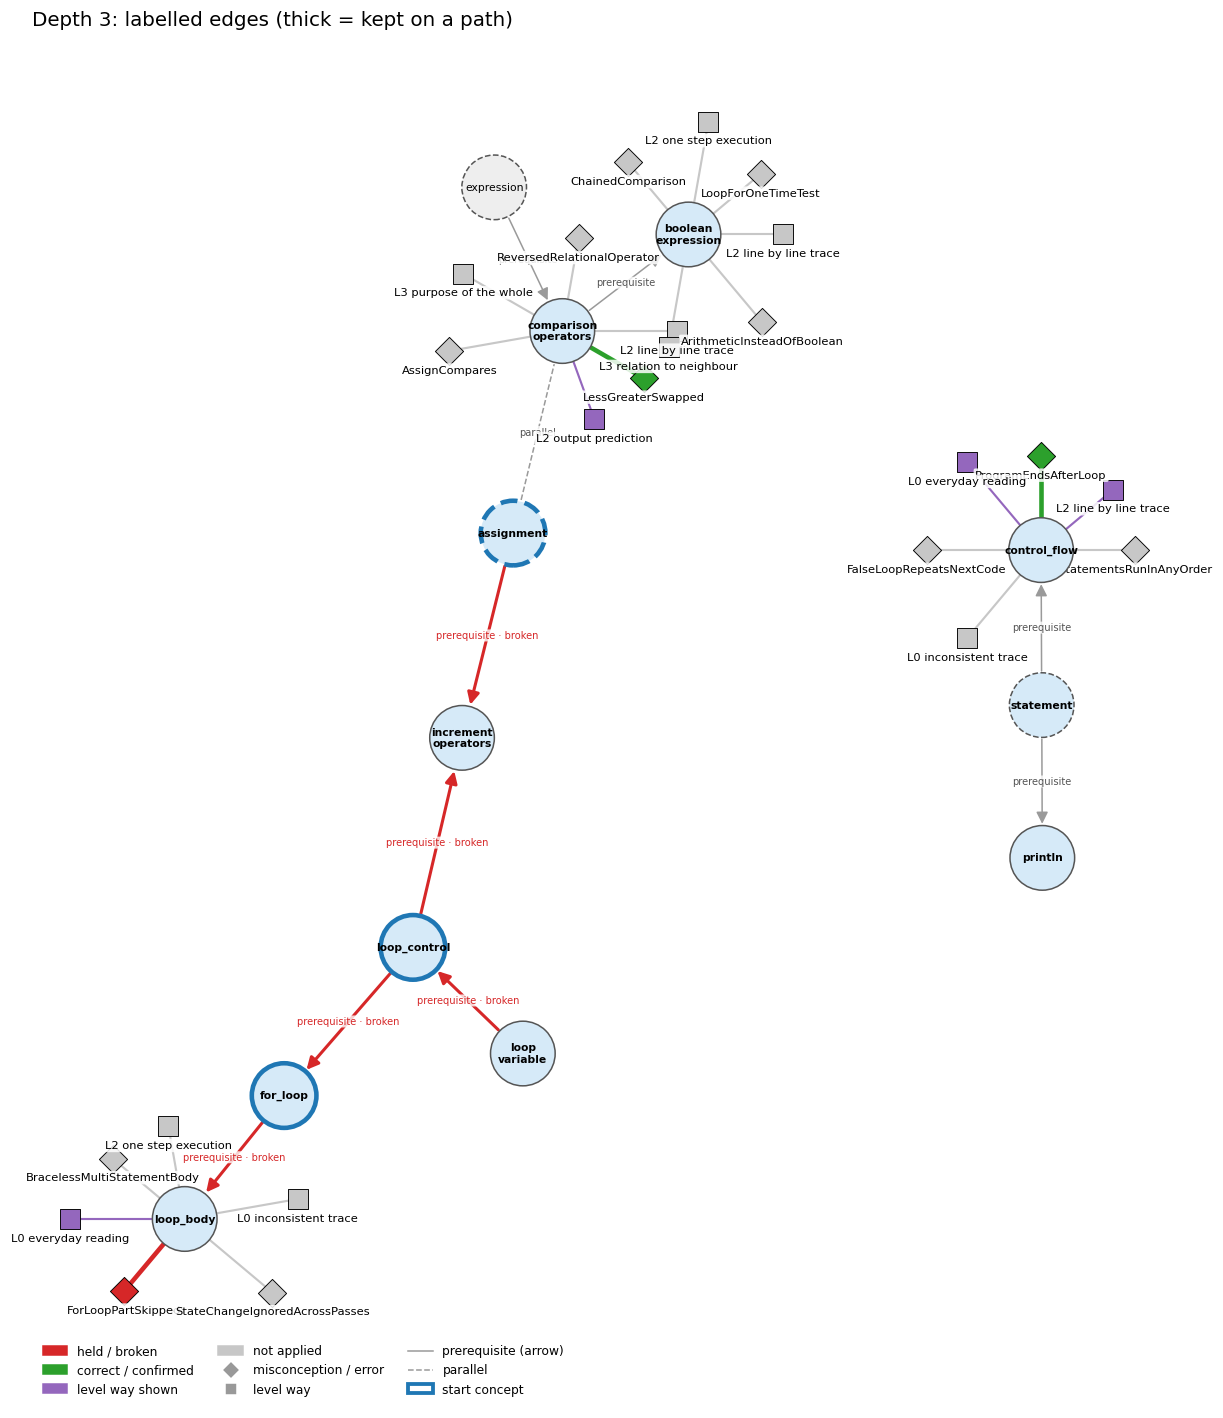 Depth 3: labelled edges (thick = kept on a path)
L2 one step execution
ChainedComparison
LoopForOneTimeTest
expression
boolean
expression
ReversedRelationalOperator
L2 line by line trace
L3 purpose of the whole
prerequisite
comparison
operators
ArithmeticInsteadOfBoolean
L2 line by line trace
L3 relation to neighbour
AssignCompares
LessGreaterSwapped
parallel
L2 output prediction
ProgramEndsAfterLoop
L0 everyday reading
L2 line by line trace
assignment
control_flow
FalseLoopRepeatsNextCode
tatementsRunInAnyOrder
prerequisite
prerequisite · broken
L0 inconsistent trace
statement
increment
operators
prerequisite
prerequisite · broken
println
loop_control
prerequisite · broken
prerequisite · broken
loop
variable
for_loop
L2 one step execution
prerequisite · broken
BracelessMultiStatementBody
loop_body
L0 inconsistent trace
L0 everyday reading
ForLoopPartSkippe
StateChangeIgnoredAcrossPasses
held / broken
correct / confirmed
level way shown
not applied
misconception / error
level way
prerequisite (arrow)
parallel
start concept